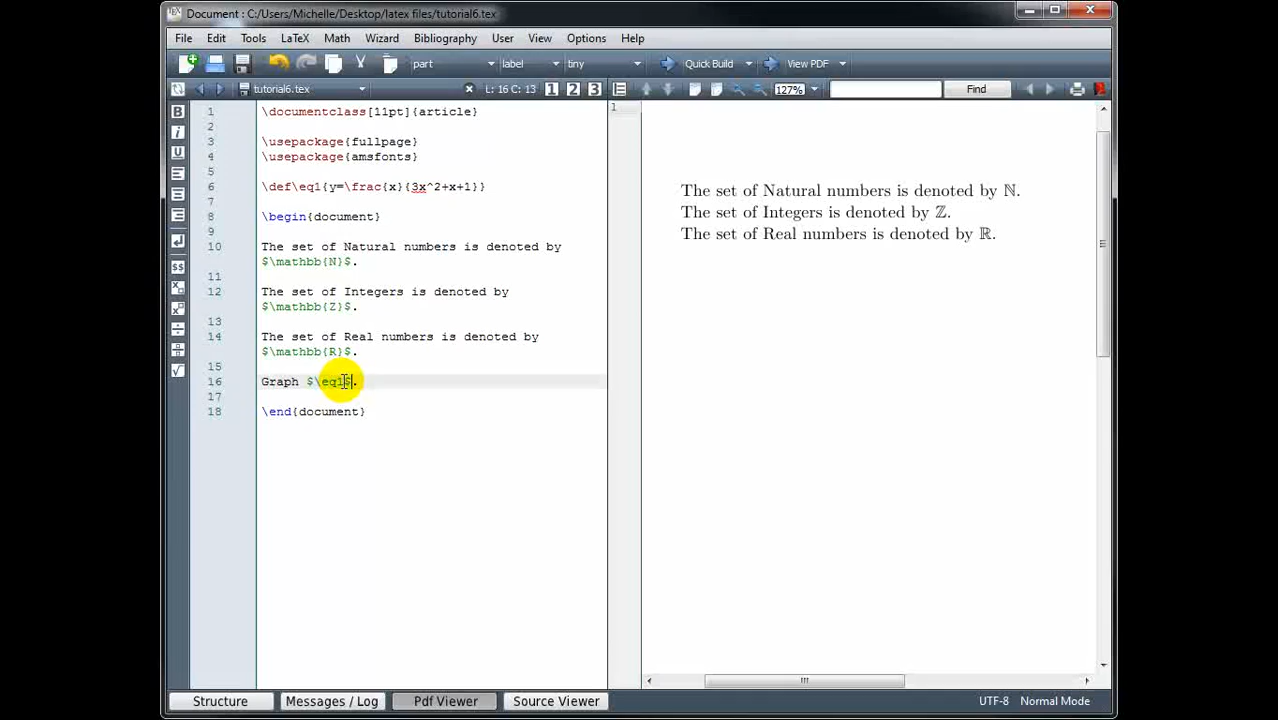 Document : C:/Users/Michelle/Desktop/latex files/tutorial6.tex
File Edit Tools LaTeX Math Wizard Bibliography User View Options Help
part label tiny Quick Build View PDF
tutorial6.tex L: 16 C: 13 1 2 3 127% Find
1 \documentclass[11pt]{article}
2
3 \usepackage{fullpage}
4 \usepackage{amsfonts}
5
6 \def\eq1{y=\frac{x}{3x^2+x+1}}
7
8 \begin{document}
9
10 The set of Natural numbers is denoted by
$\mathbb{N}$.
11
12 The set of Integers is denoted by
$\mathbb{Z}$.
13
14 The set of Real numbers is denoted by
$\mathbb{R}$.
15
16 Graph $\eq1$.
17
18 \end{document}
1
The set of Natural numbers is denoted by ℕ.
The set of Integers is denoted by ℤ.
The set of Real numbers is denoted by ℝ.
Structure Messages / Log Pdf Viewer Source Viewer UTF-8 Normal Mode